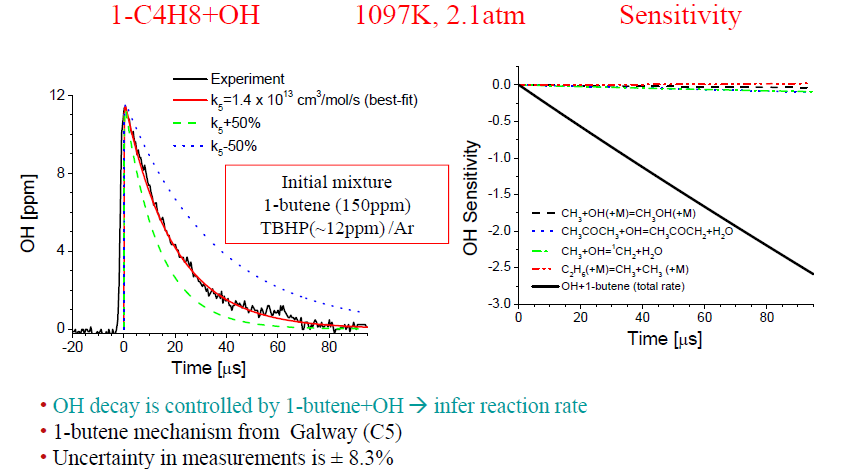 1-C4H8+OH 1097K, 2.1atm Sensitivity
Experiment
k₅=1.4 x 10¹³ cm³/mol/s (best-fit)
k₅+50%
k₅-50%
Initial mixture
1-butene (150ppm)
TBHP(~12ppm) /Ar
OH [ppm]
12
8
4
0
-20 0 20 40 60 80
Time [μs]
OH Sensitivity
0.0
-0.5
-1.0
-1.5
-2.0
-2.5
-3.0
CH₃+OH(+M)=CH₃OH(+M)
CH₃COCH₃+OH=CH₃COCH₂+H₂O
CH₃+OH=¹CH₂+H₂O
C₂H₆(+M)=CH₃+CH₃ (+M)
OH+1-butene (total rate)
0 20 40 60 80
Time [μs]
• OH decay is controlled by 1-butene+OH → infer reaction rate
• 1-butene mechanism from Galway (C5)
• Uncertainty in measurements is ± 8.3%